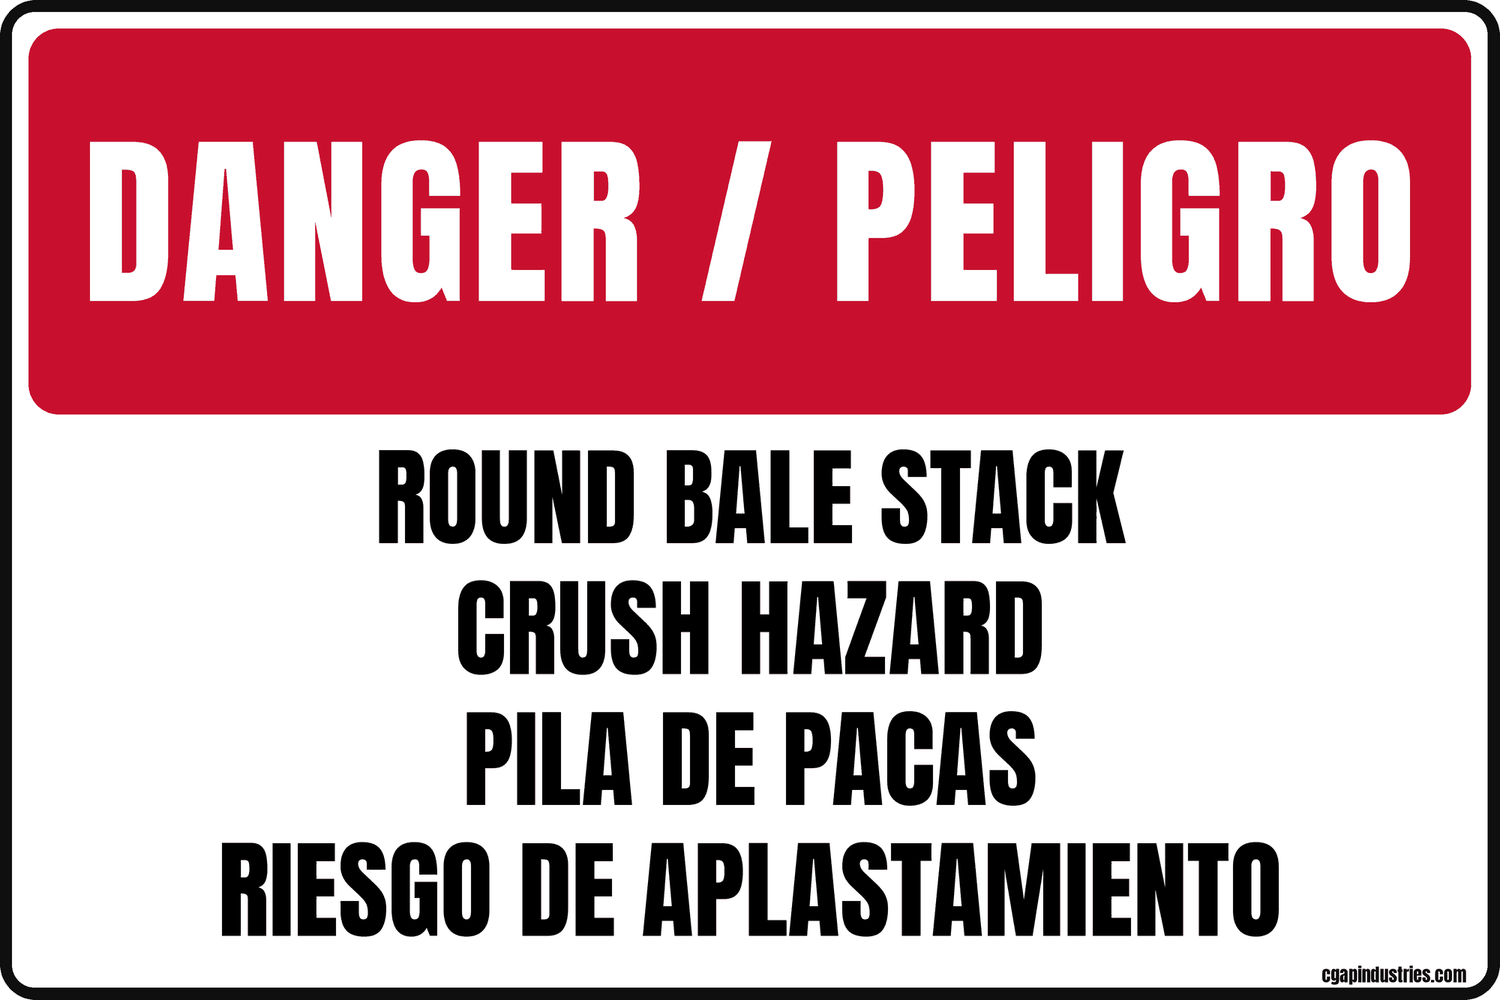 DANGER / PELIGRO
ROUND BALE STACK
CRUSH HAZARD
PILA DE PACAS
RIESGO DE APLASTAMIENTO
cgapindustries.com